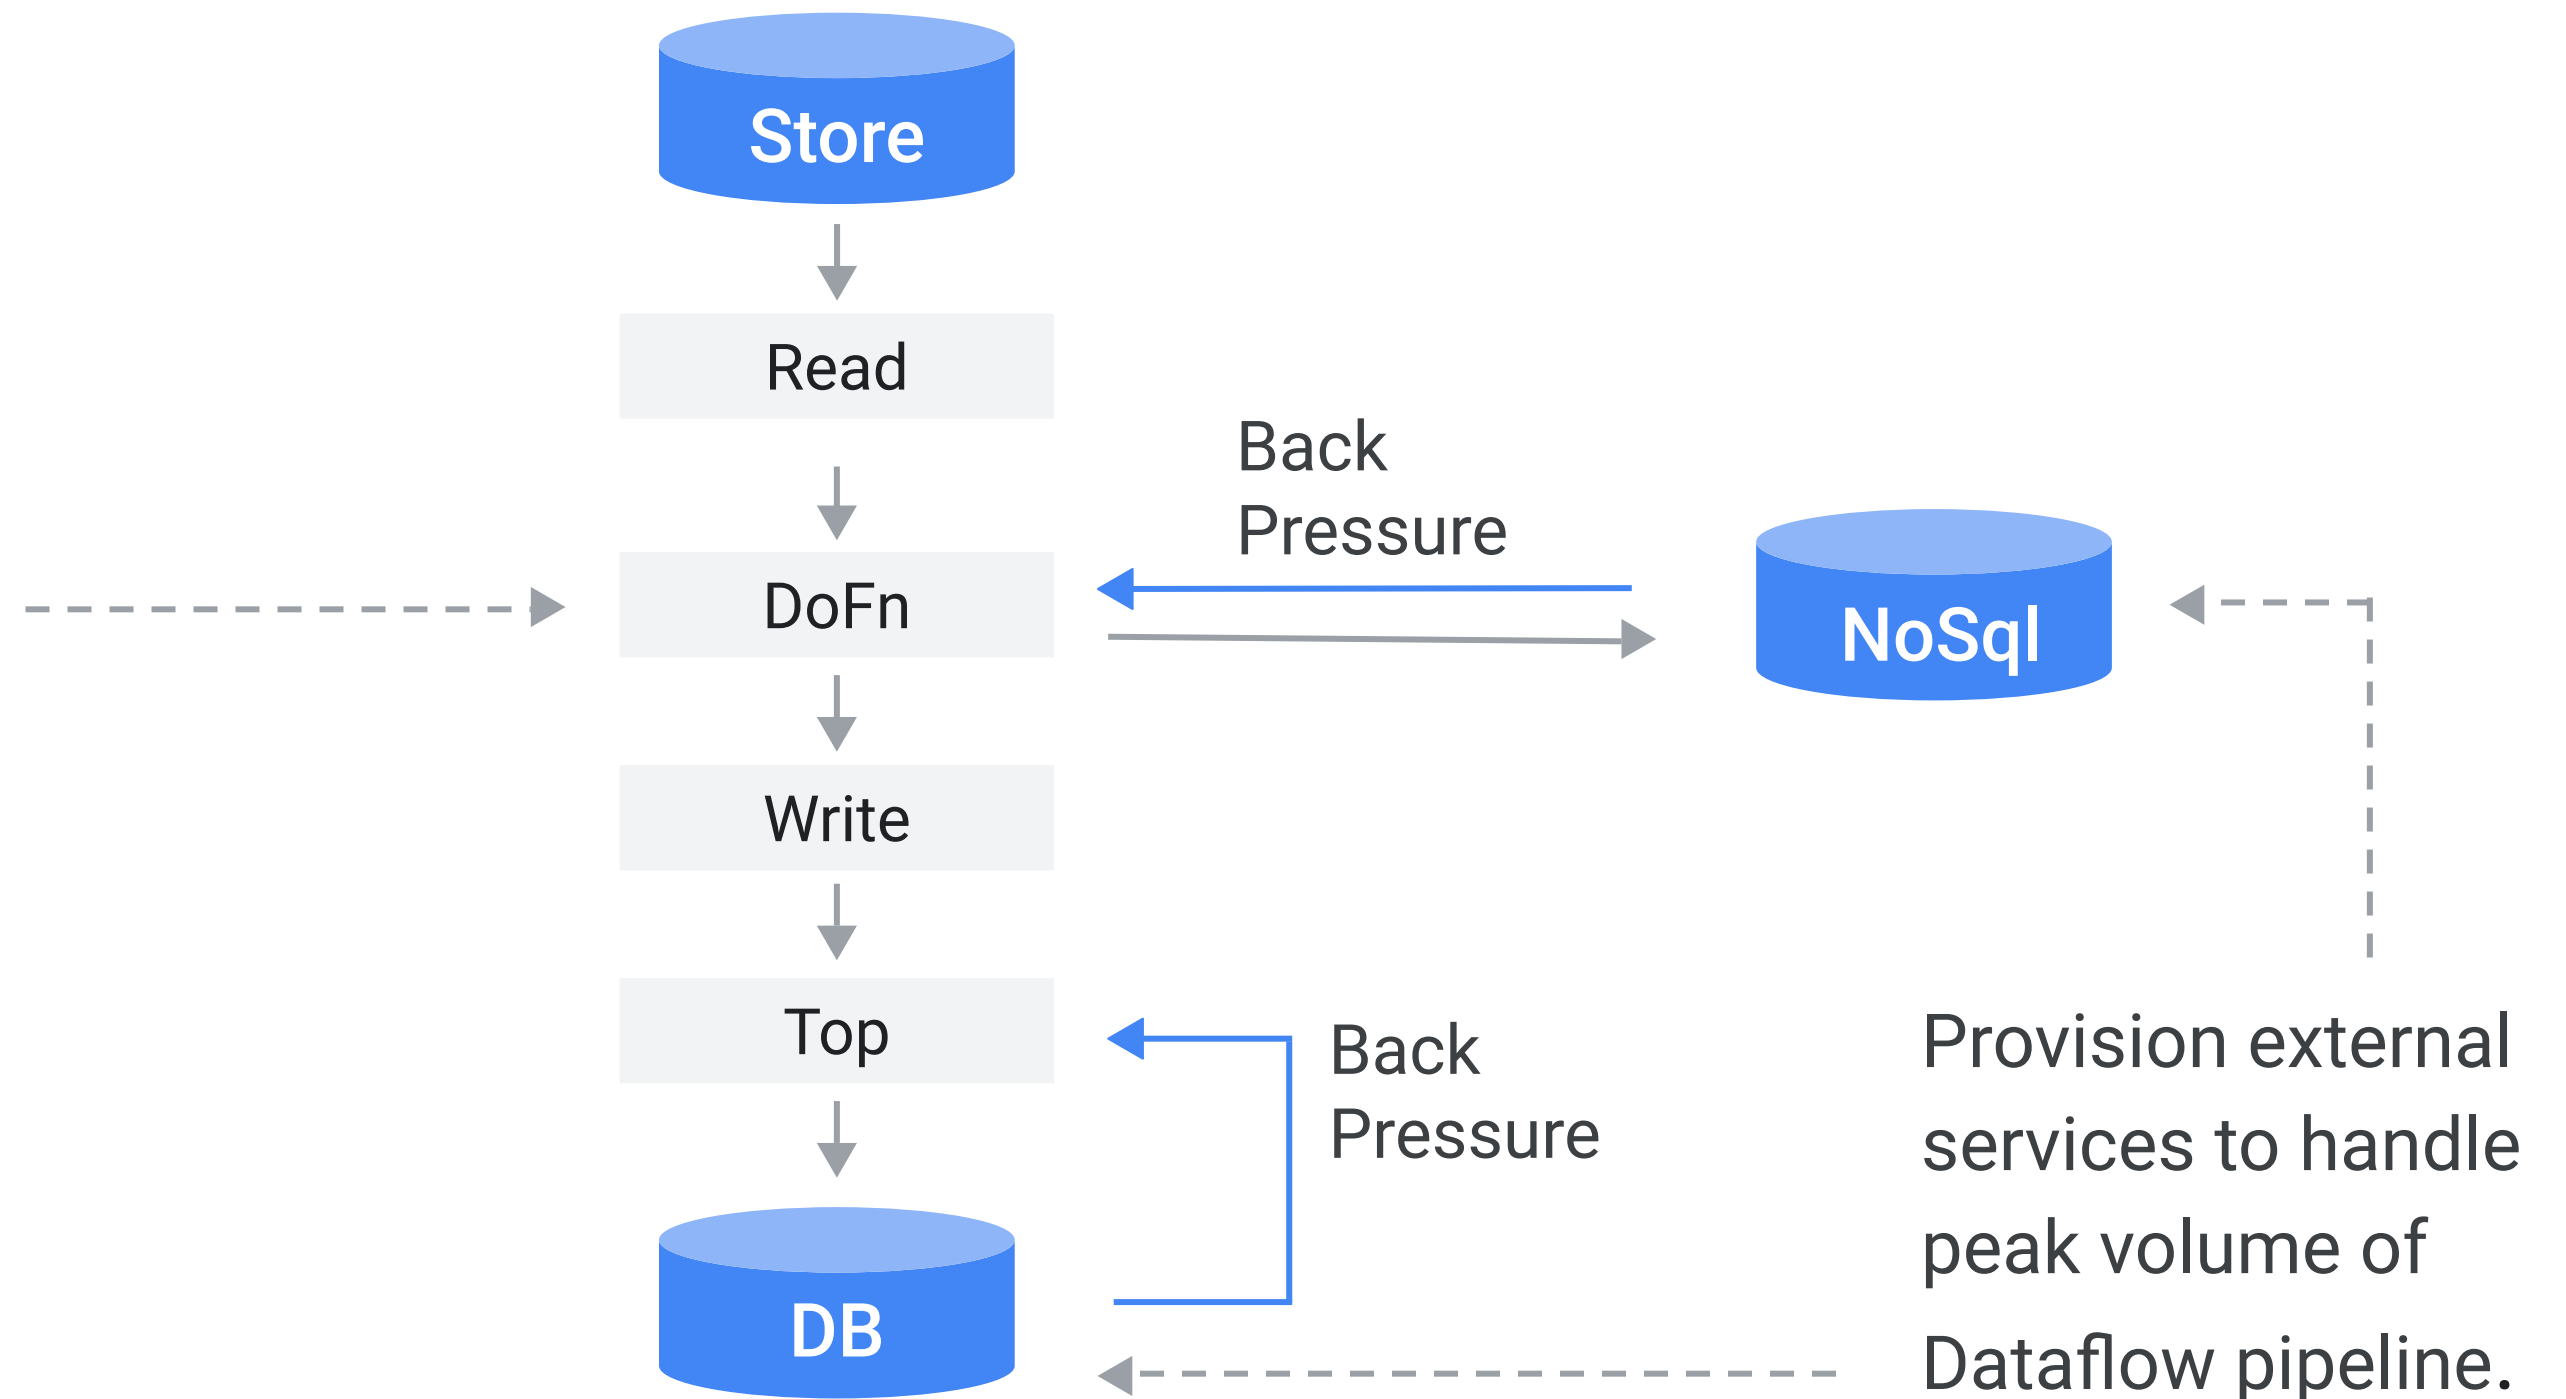 Store
Read
Back
Pressure
DoFn
NoSql
Write
Top
Back
Pressure
DB
Provision external
services to handle
peak volume of
Dataflow pipeline.